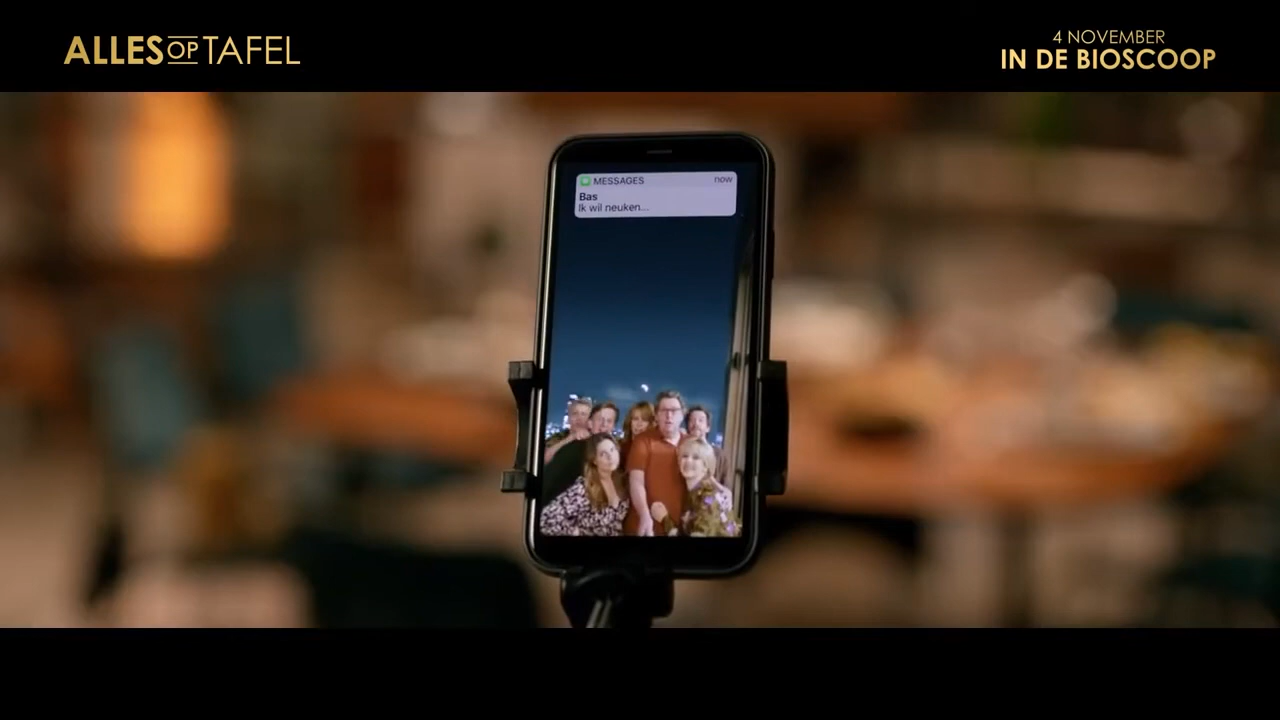 ALLES OP TAFEL
4 NOVEMBER
IN DE BIOSCOOP
MESSAGES now
Bas
Ik wil neuken...